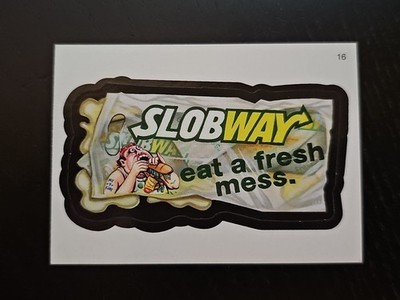 16
SLOBWAY
eat a fresh
mess.